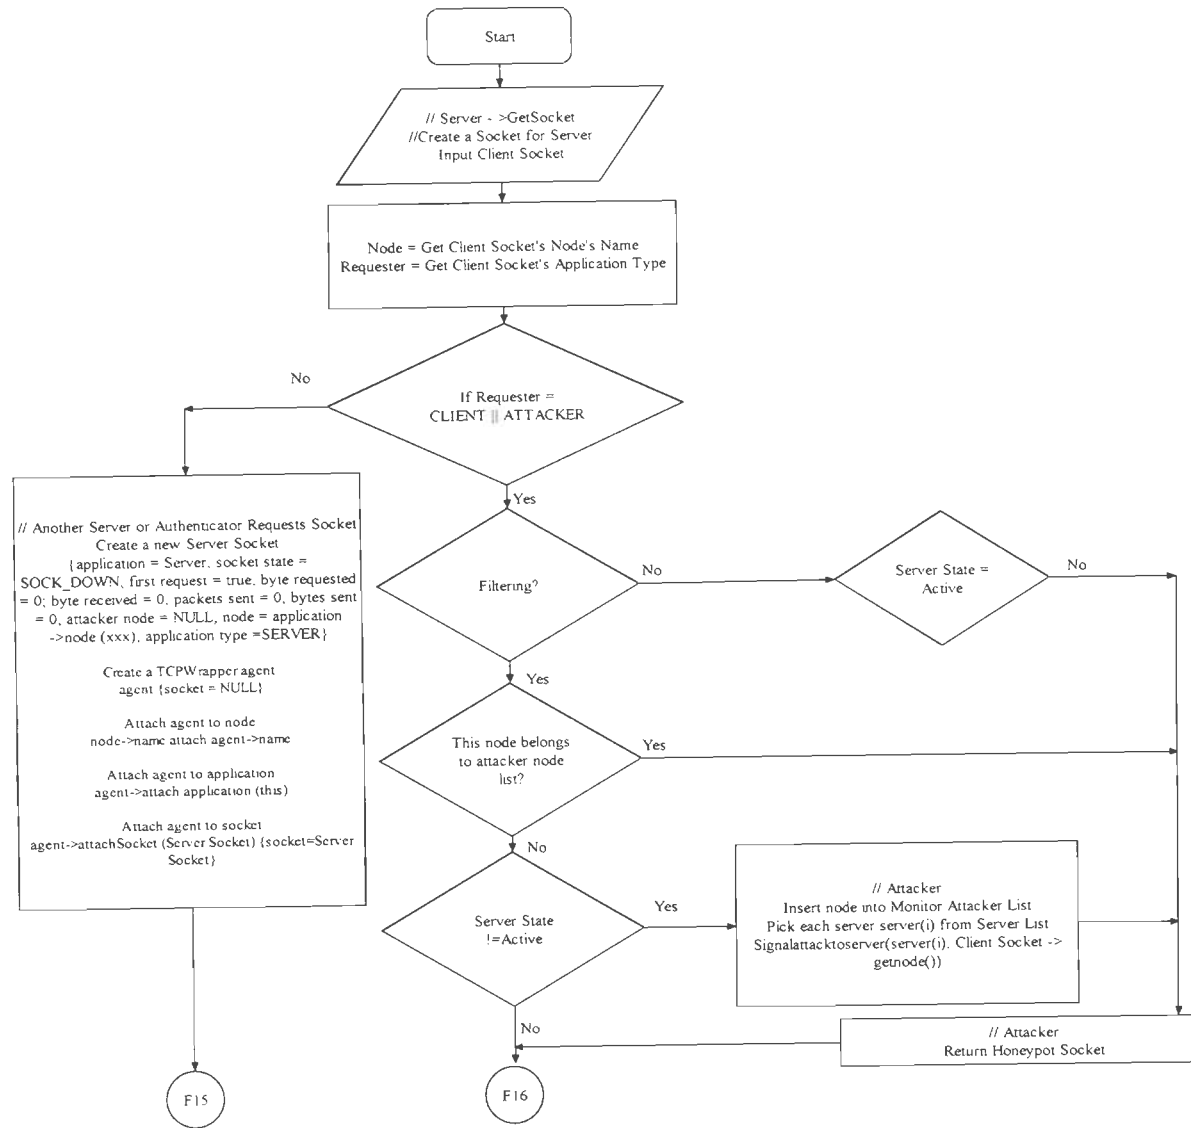 Start
// Server - >GetSocket
//Create a Socket for Server
Input Client Socket
Node = Get Client Socket's Node's Name
Requester = Get Client Socket's Application Type
No
If Requester =
CLIENT || ATTACKER
Yes
// Another Server or Authenticator Requests Socket
Create a new Server Socket
{application = Server, socket state =
SOCK_DOWN, first request = true, byte requested
= 0; byte received = 0, packets sent = 0, bytes sent
= 0, attacker node = NULL, node = application
->node (xxx), application type =SERVER}
Create a TCPWrapper agent
agent {socket = NULL}
Attach agent to node
node->name attach agent->name
Attach agent to application
agent->attach application (this)
Attach agent to socket
agent->attachSocket (Server Socket) {socket=Server
Socket}
Filtering?
No
Server State =
Active
No
Yes
This node belongs
to attacker node
list?
Yes
No
Server State
!=Active
Yes
// Attacker
Insert node into Monitor Attacker List
Pick each server server(i) from Server List
Signalattacktoserver(server(i), Client Socket ->
getnode())
No
// Attacker
Return Honeypot Socket
F15
F16